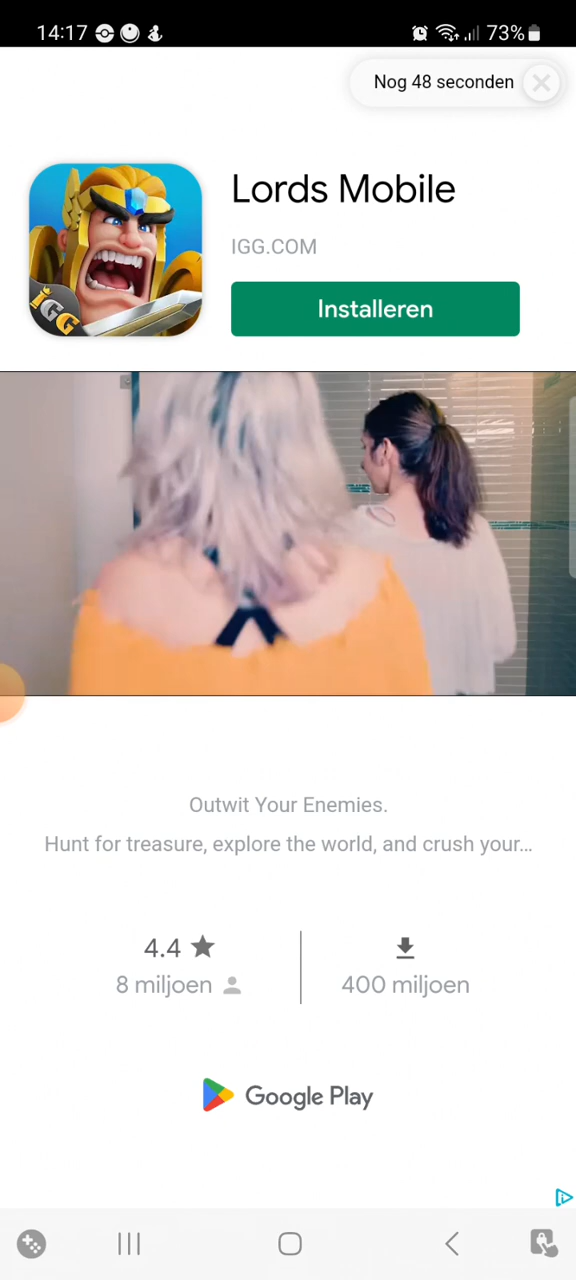 14:17
73%
Nog 48 seconden
Lords Mobile
IGG.COM
Installeren
IGG
Outwit Your Enemies.
Hunt for treasure, explore the world, and crush your...
4.4
8 miljoen
400 miljoen
Google Play